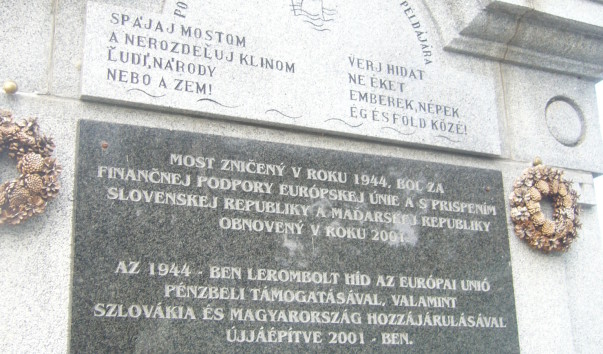 PÉLDÁJÁRA
SPÁJAJ MOSTOM
A NEROZDEĽUJ KLINOM
ĽUDÍ, NÁRODY
NEBO A ZEM!
VERJ HIDAT
NE ÉKET
EMBEREK, NÉPEK
ÉG ÉS FÖLD KÖZÉ!
MOST ZNIČENÝ V ROKU 1944, BOL ZA
FINANČNEJ PODPORY EURÓPSKEJ ÚNIE A S PRISPENÍM
SLOVENSKEJ REPUBLIKY A MAĎARSKEJ REPUBLIKY
OBNOVENÝ V ROKU 2001.
AZ 1944 - BEN LEROMBOLT HÍD AZ EURÓPAI UNIÓ
PÉNZBELI TÁMOGATÁSÁVAL, VALAMINT
SZLOVÁKIA ÉS MAGYARORSZÁG HOZZÁJÁRULÁSÁVAL
ÚJJÁÉPÍTVE 2001 - BEN.